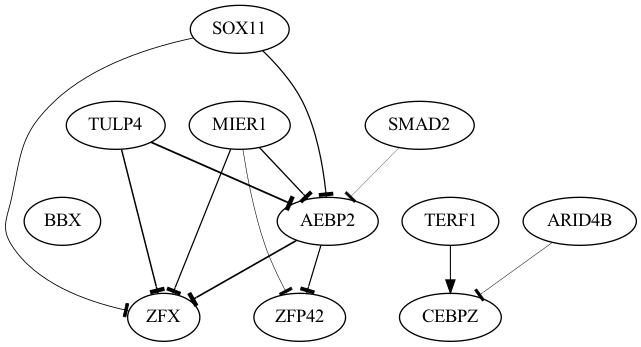 SOX11
TULP4
MIER1
SMAD2
BBX
AEBP2
TERF1
ARID4B
ZFX
ZFP42
CEBPZ